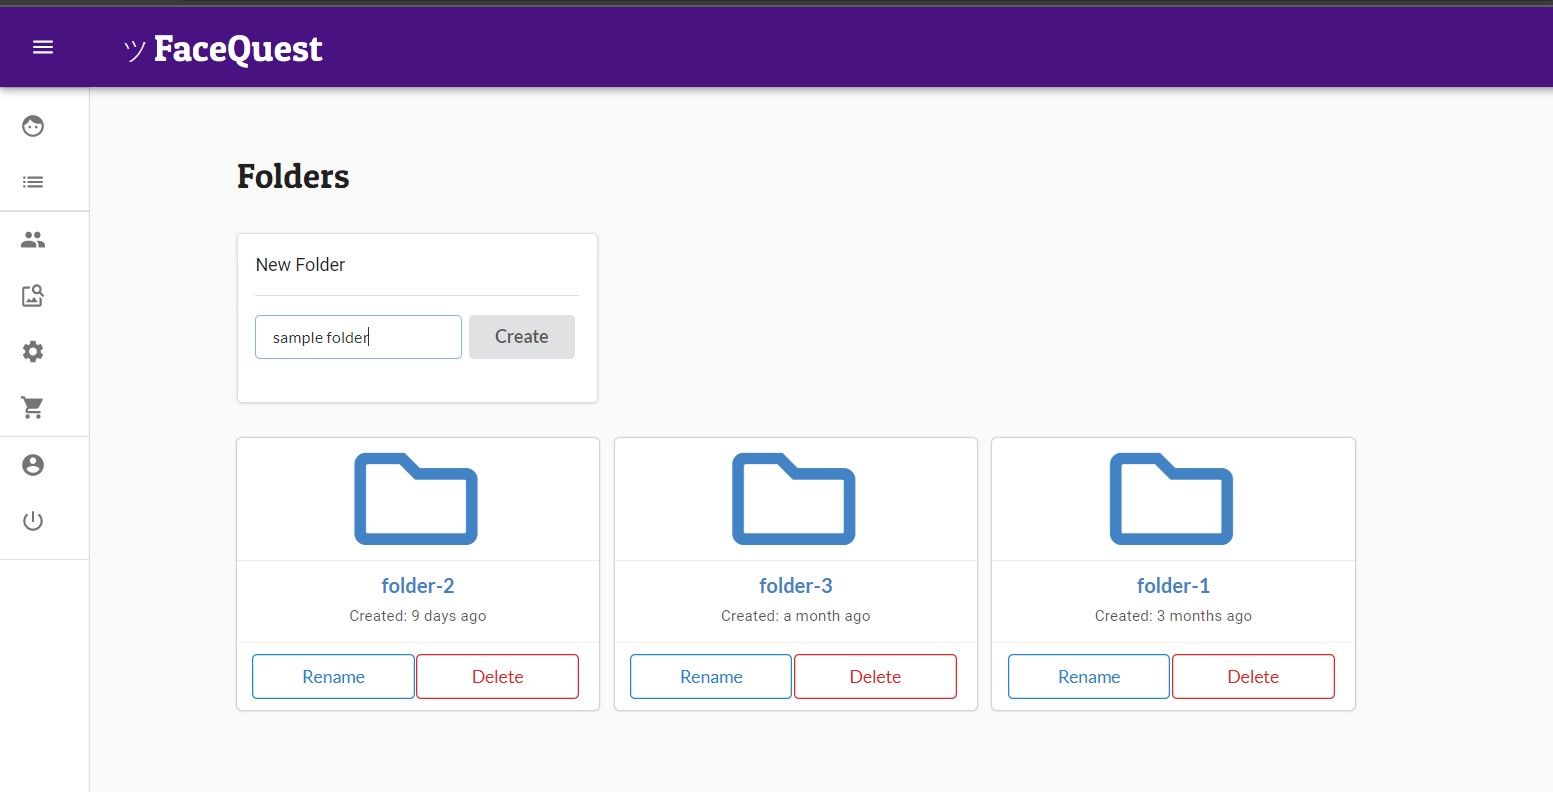 ツ FaceQuest
Folders
New Folder
sample folder Create
folder-2
Created: 9 days ago
Rename Delete
folder-3
Created: a month ago
Rename Delete
folder-1
Created: 3 months ago
Rename Delete